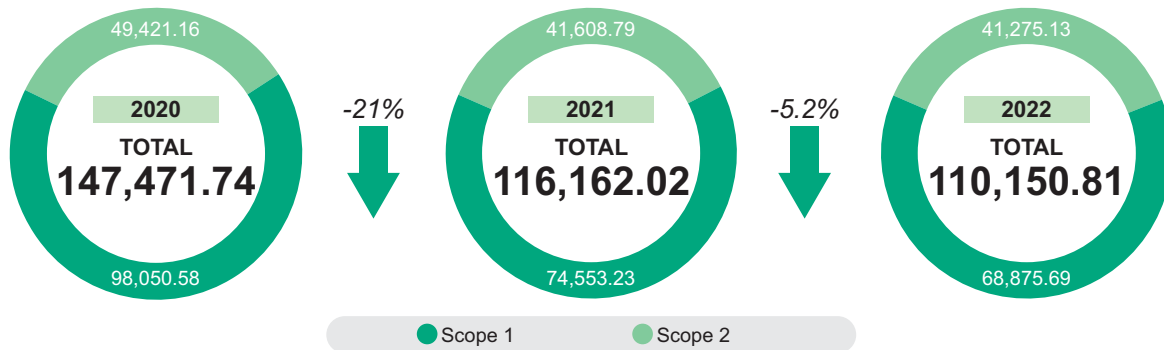 49,421.16
2020
TOTAL
147,471.74
98,050.58
-21%
41,608.79
2021
TOTAL
116,162.02
74,553.23
-5.2%
41,275.13
2022
TOTAL
110,150.81
68,875.69
Scope 1
Scope 2